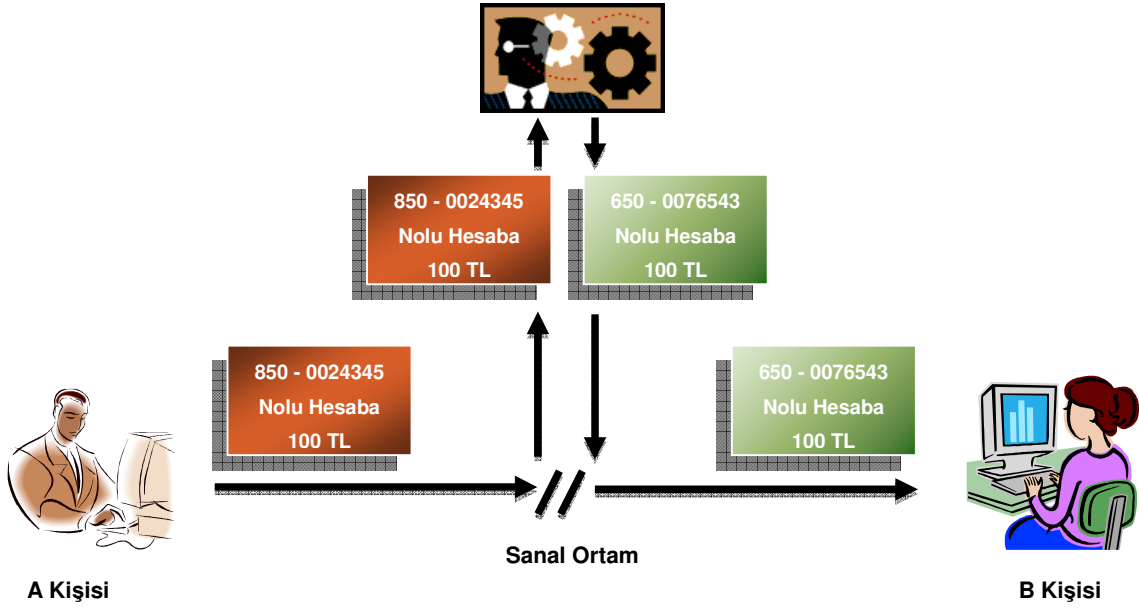 850 - 0024345
Nolu Hesaba
100 TL
650 - 0076543
Nolu Hesaba
100 TL
850 - 0024345
Nolu Hesaba
100 TL
650 - 0076543
Nolu Hesaba
100 TL
Sanal Ortam
A Kişisi
B Kişisi